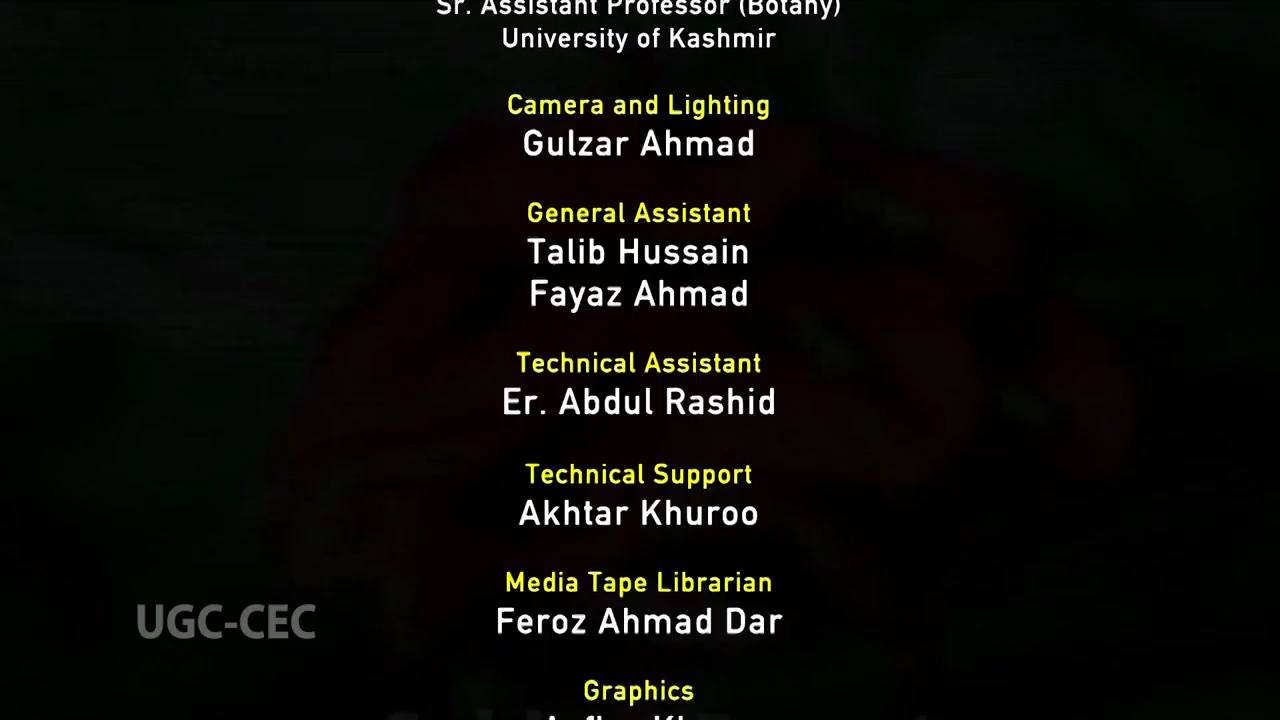 Sr. Assistant Professor (Botany)
University of Kashmir
Camera and Lighting
Gulzar Ahmad
General Assistant
Talib Hussain
Fayaz Ahmad
Technical Assistant
Er. Abdul Rashid
Technical Support
Akhtar Khuroo
Media Tape Librarian
Feroz Ahmad Dar
UGC-CEC
Graphics